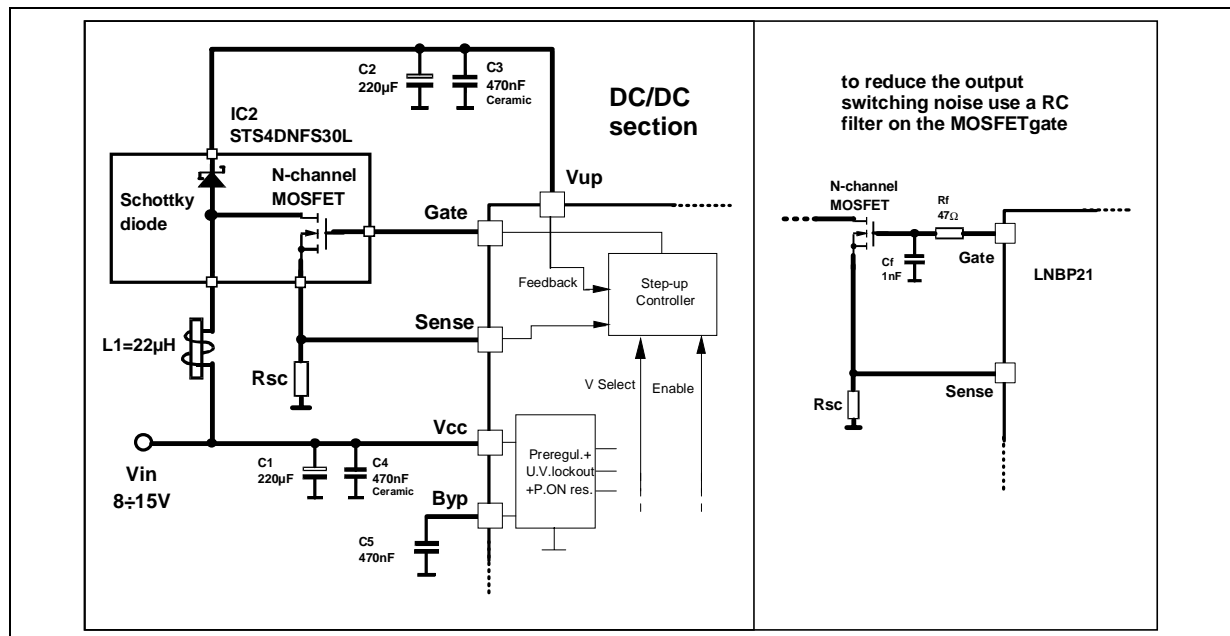 C2
220µF
C3
470nF
Ceramic
DC/DC
section
IC2
STS4DNFS30L
Schottky
diode
N-channel
MOSFET
Vup
Gate
Feedback
Step-up
Controller
Sense
L1=22µH
Rsc
V Select
Enable
Vcc
Vin
8÷15V
C1
220µF
C4
470nF
Ceramic
Preregul.+
U.V.lockout
+P.ON res.
Byp
C5
470nF
to reduce the output
switching noise use a RC
filter on the MOSFETgate
N-channel
MOSFET
Rf
47Ω
Cf
1nF
Gate
LNBP21
Sense
Rsc